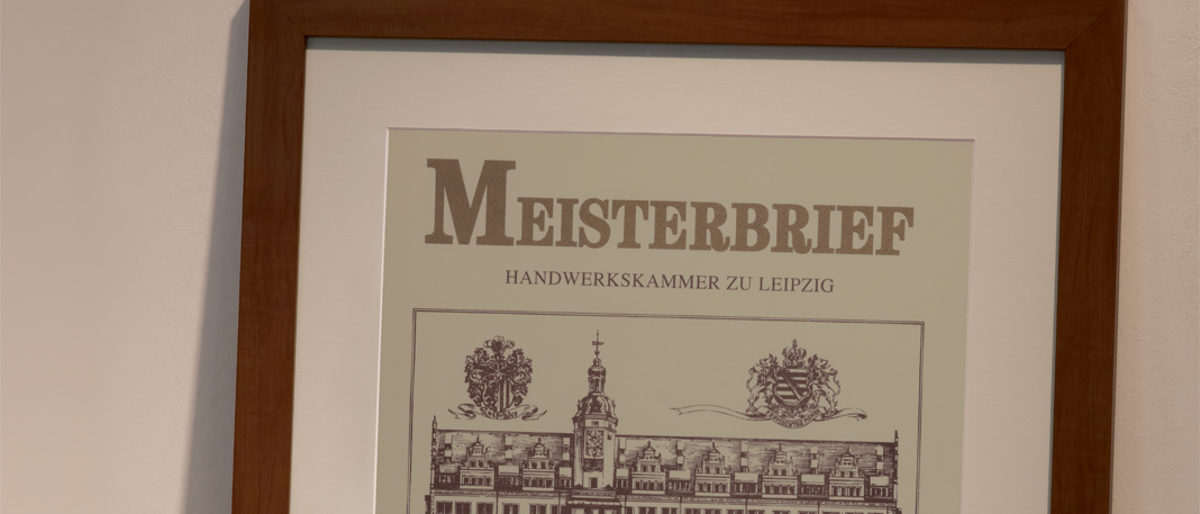 MEISTERBRIEF
HANDWERKSKAMMER ZU LEIPZIG